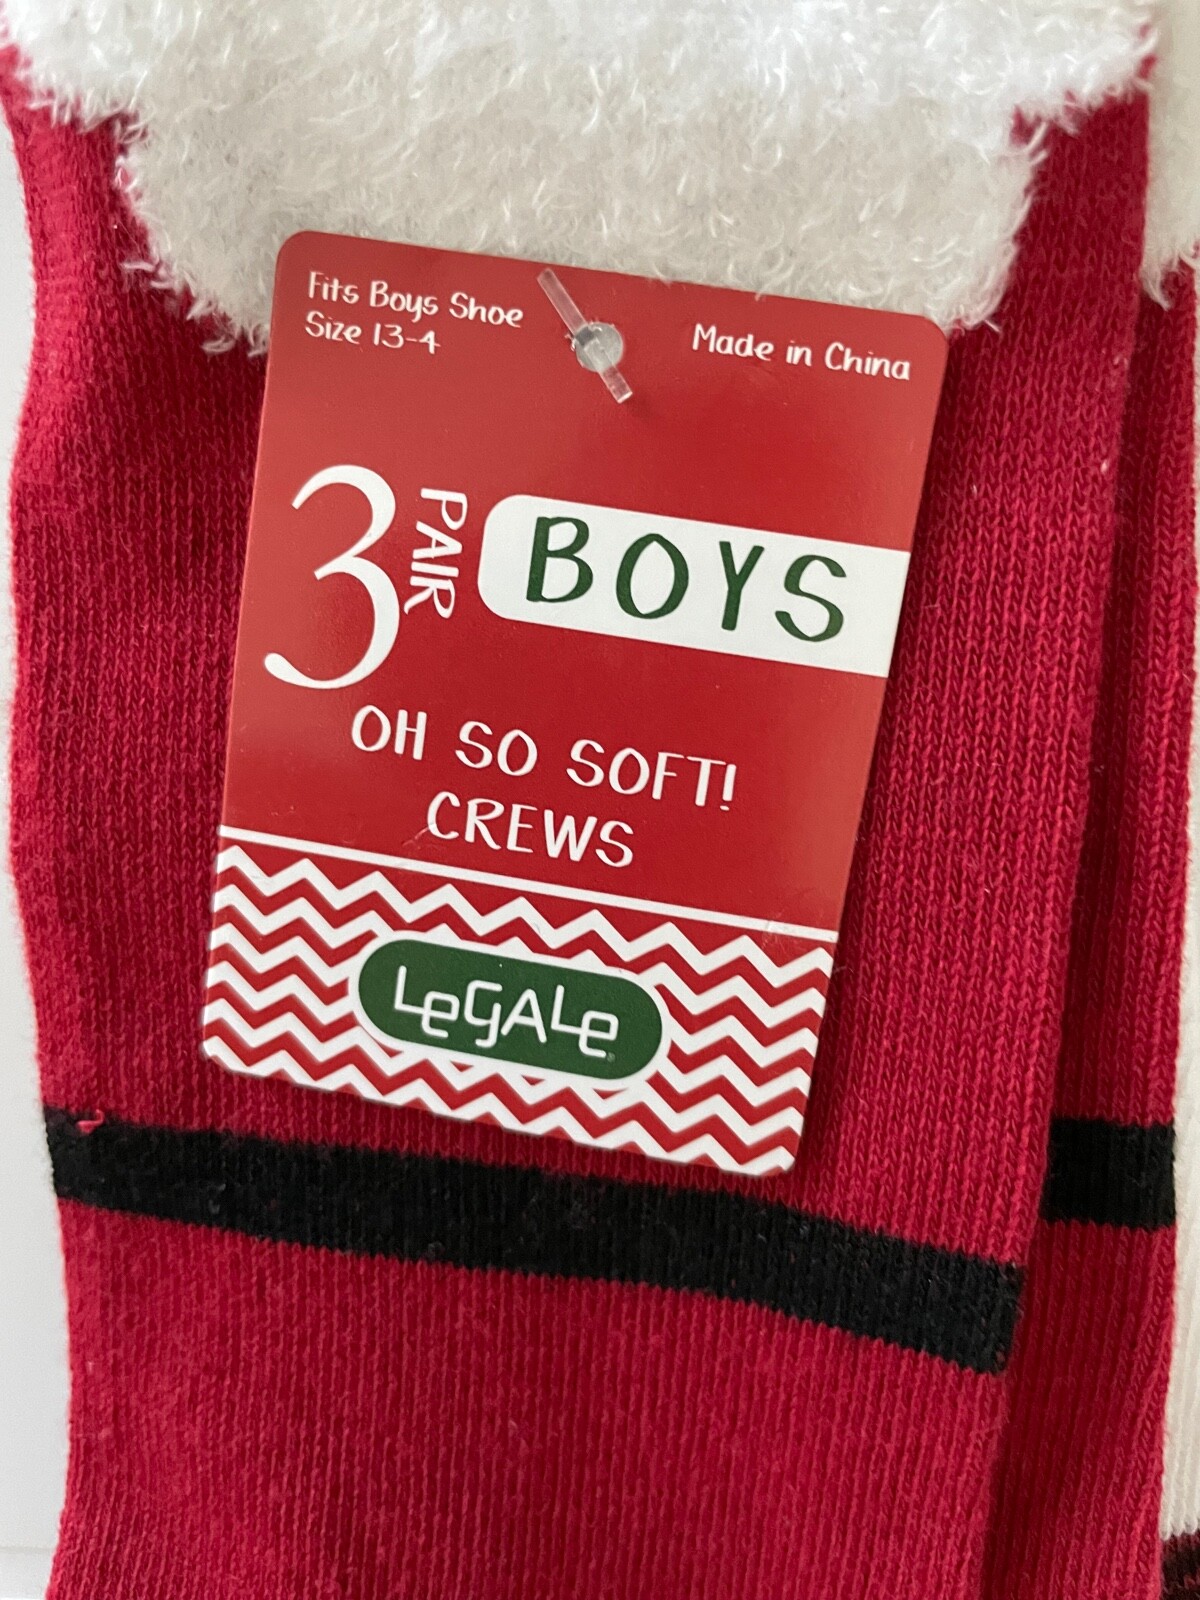 Fits Boys Shoe
Size 13-4
Made in China
3 PAIR BOYS
OH SO SOFT!
CREWS
LeGALe